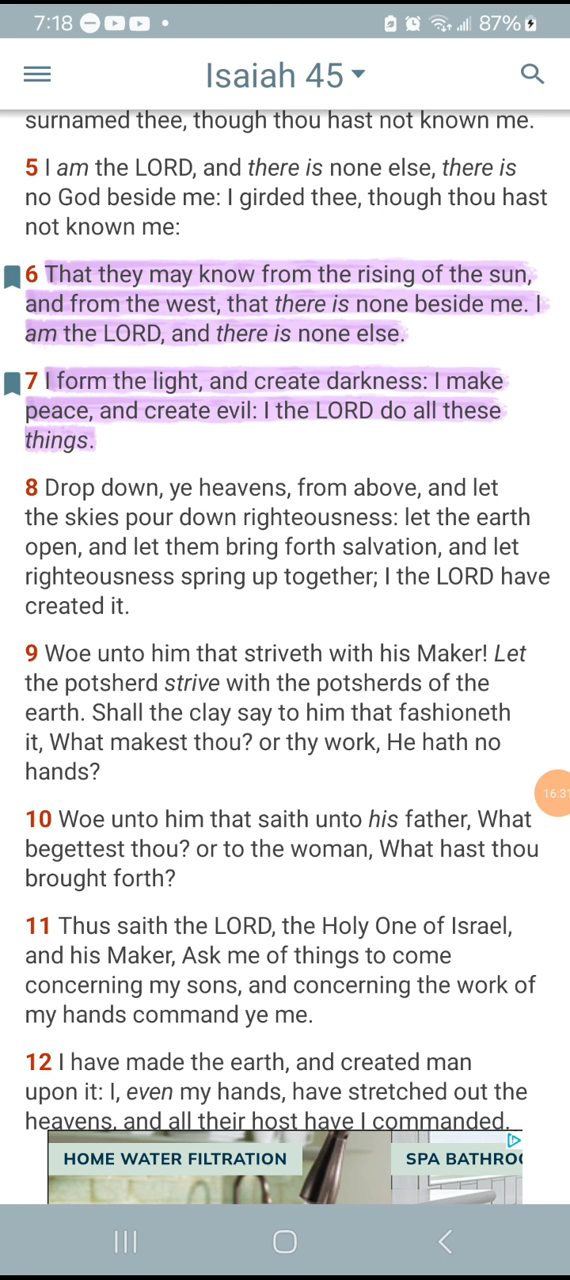 7:18
87%
Isaiah 45
surnamed thee, though thou hast not known me.
5 I am the LORD, and there is none else, there is
no God beside me: I girded thee, though thou hast
not known me:
6 That they may know from the rising of the sun,
and from the west, that there is none beside me. I
am the LORD, and there is none else.
7 I form the light, and create darkness: I make
peace, and create evil: I the LORD do all these
things.
8 Drop down, ye heavens, from above, and let
the skies pour down righteousness: let the earth
open, and let them bring forth salvation, and let
righteousness spring up together; I the LORD have
created it.
9 Woe unto him that striveth with his Maker! Let
the potsherd strive with the potsherds of the
earth. Shall the clay say to him that fashioneth
it, What makest thou? or thy work, He hath no
hands?
16:31
10 Woe unto him that saith unto his father, What
begettest thou? or to the woman, What hast thou
brought forth?
11 Thus saith the LORD, the Holy One of Israel,
and his Maker, Ask me of things to come
concerning my sons, and concerning the work of
my hands command ye me.
12 I have made the earth, and created man
upon it: I, even my hands, have stretched out the
heavens, and all their host have I commanded.
HOME WATER FILTRATION
SPA BATHRO